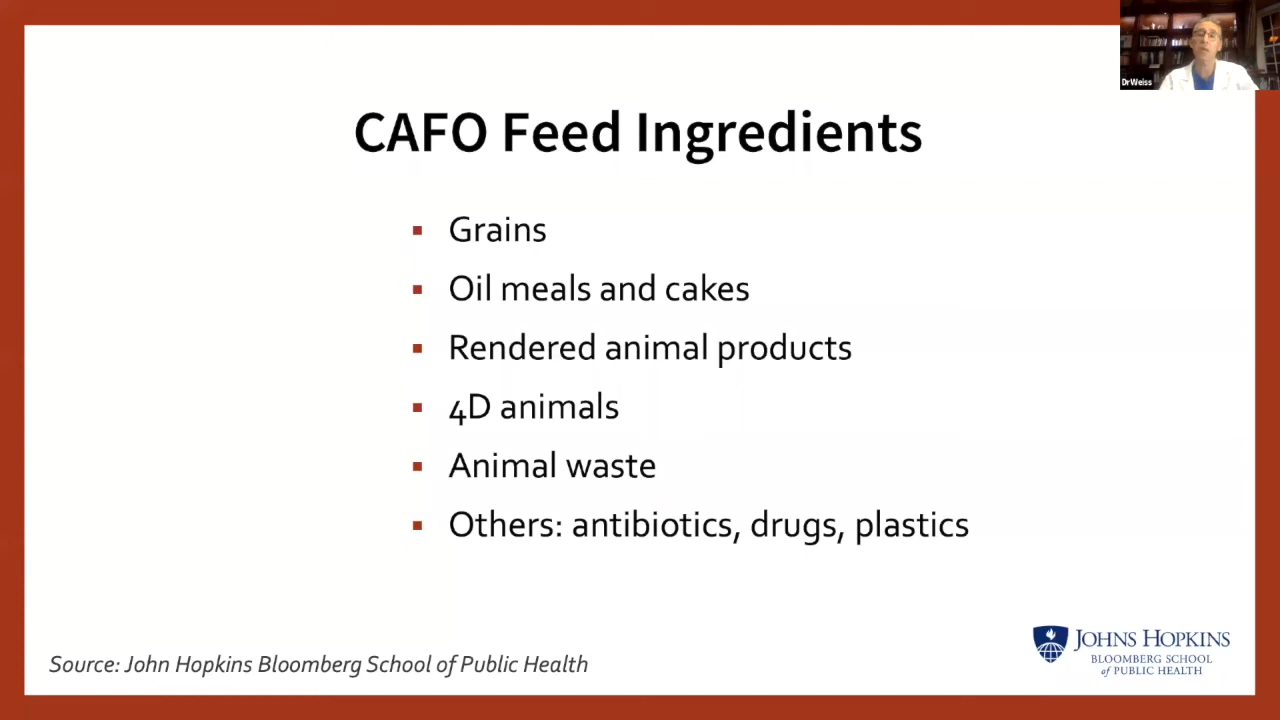 DrWeiss
CAFO Feed Ingredients
▪ Grains
▪ Oil meals and cakes
▪ Rendered animal products
▪ 4D animals
▪ Animal waste
▪ Others: antibiotics, drugs, plastics
Source: John Hopkins Bloomberg School of Public Health
JOHNS HOPKINS
BLOOMBERG SCHOOL
of PUBLIC HEALTH